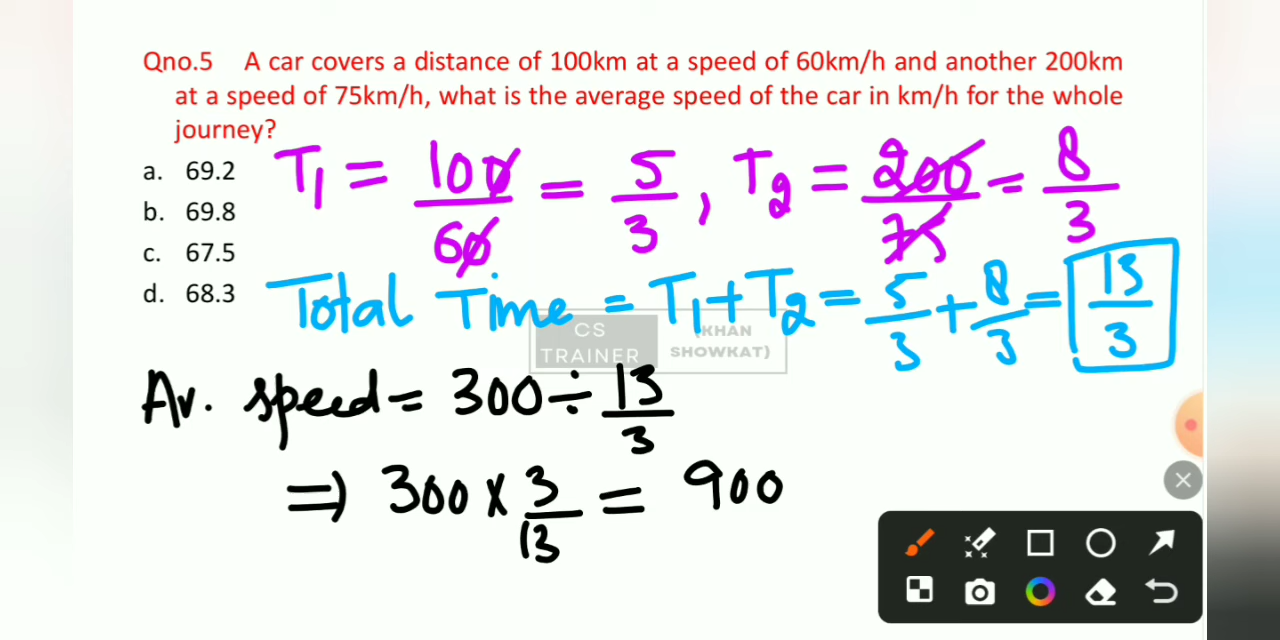 Qno.5 A car covers a distance of 100km at a speed of 60km/h and another 200km
at a speed of 75km/h, what is the average speed of the car in km/h for the whole
journey?
a. 69.2
b. 69.8
c. 67.5
d. 68.3
T₁ = 100/60 = 5/3, T₂ = 200/75 = 8/3
Total Time = T₁ + T₂ = 5/3 + 8/3 = 13/3
CS TRAINER (KHAN SHOWKAT)
Av. speed = 300 ÷ 13/3
⇒ 300 × 3/13 = 900